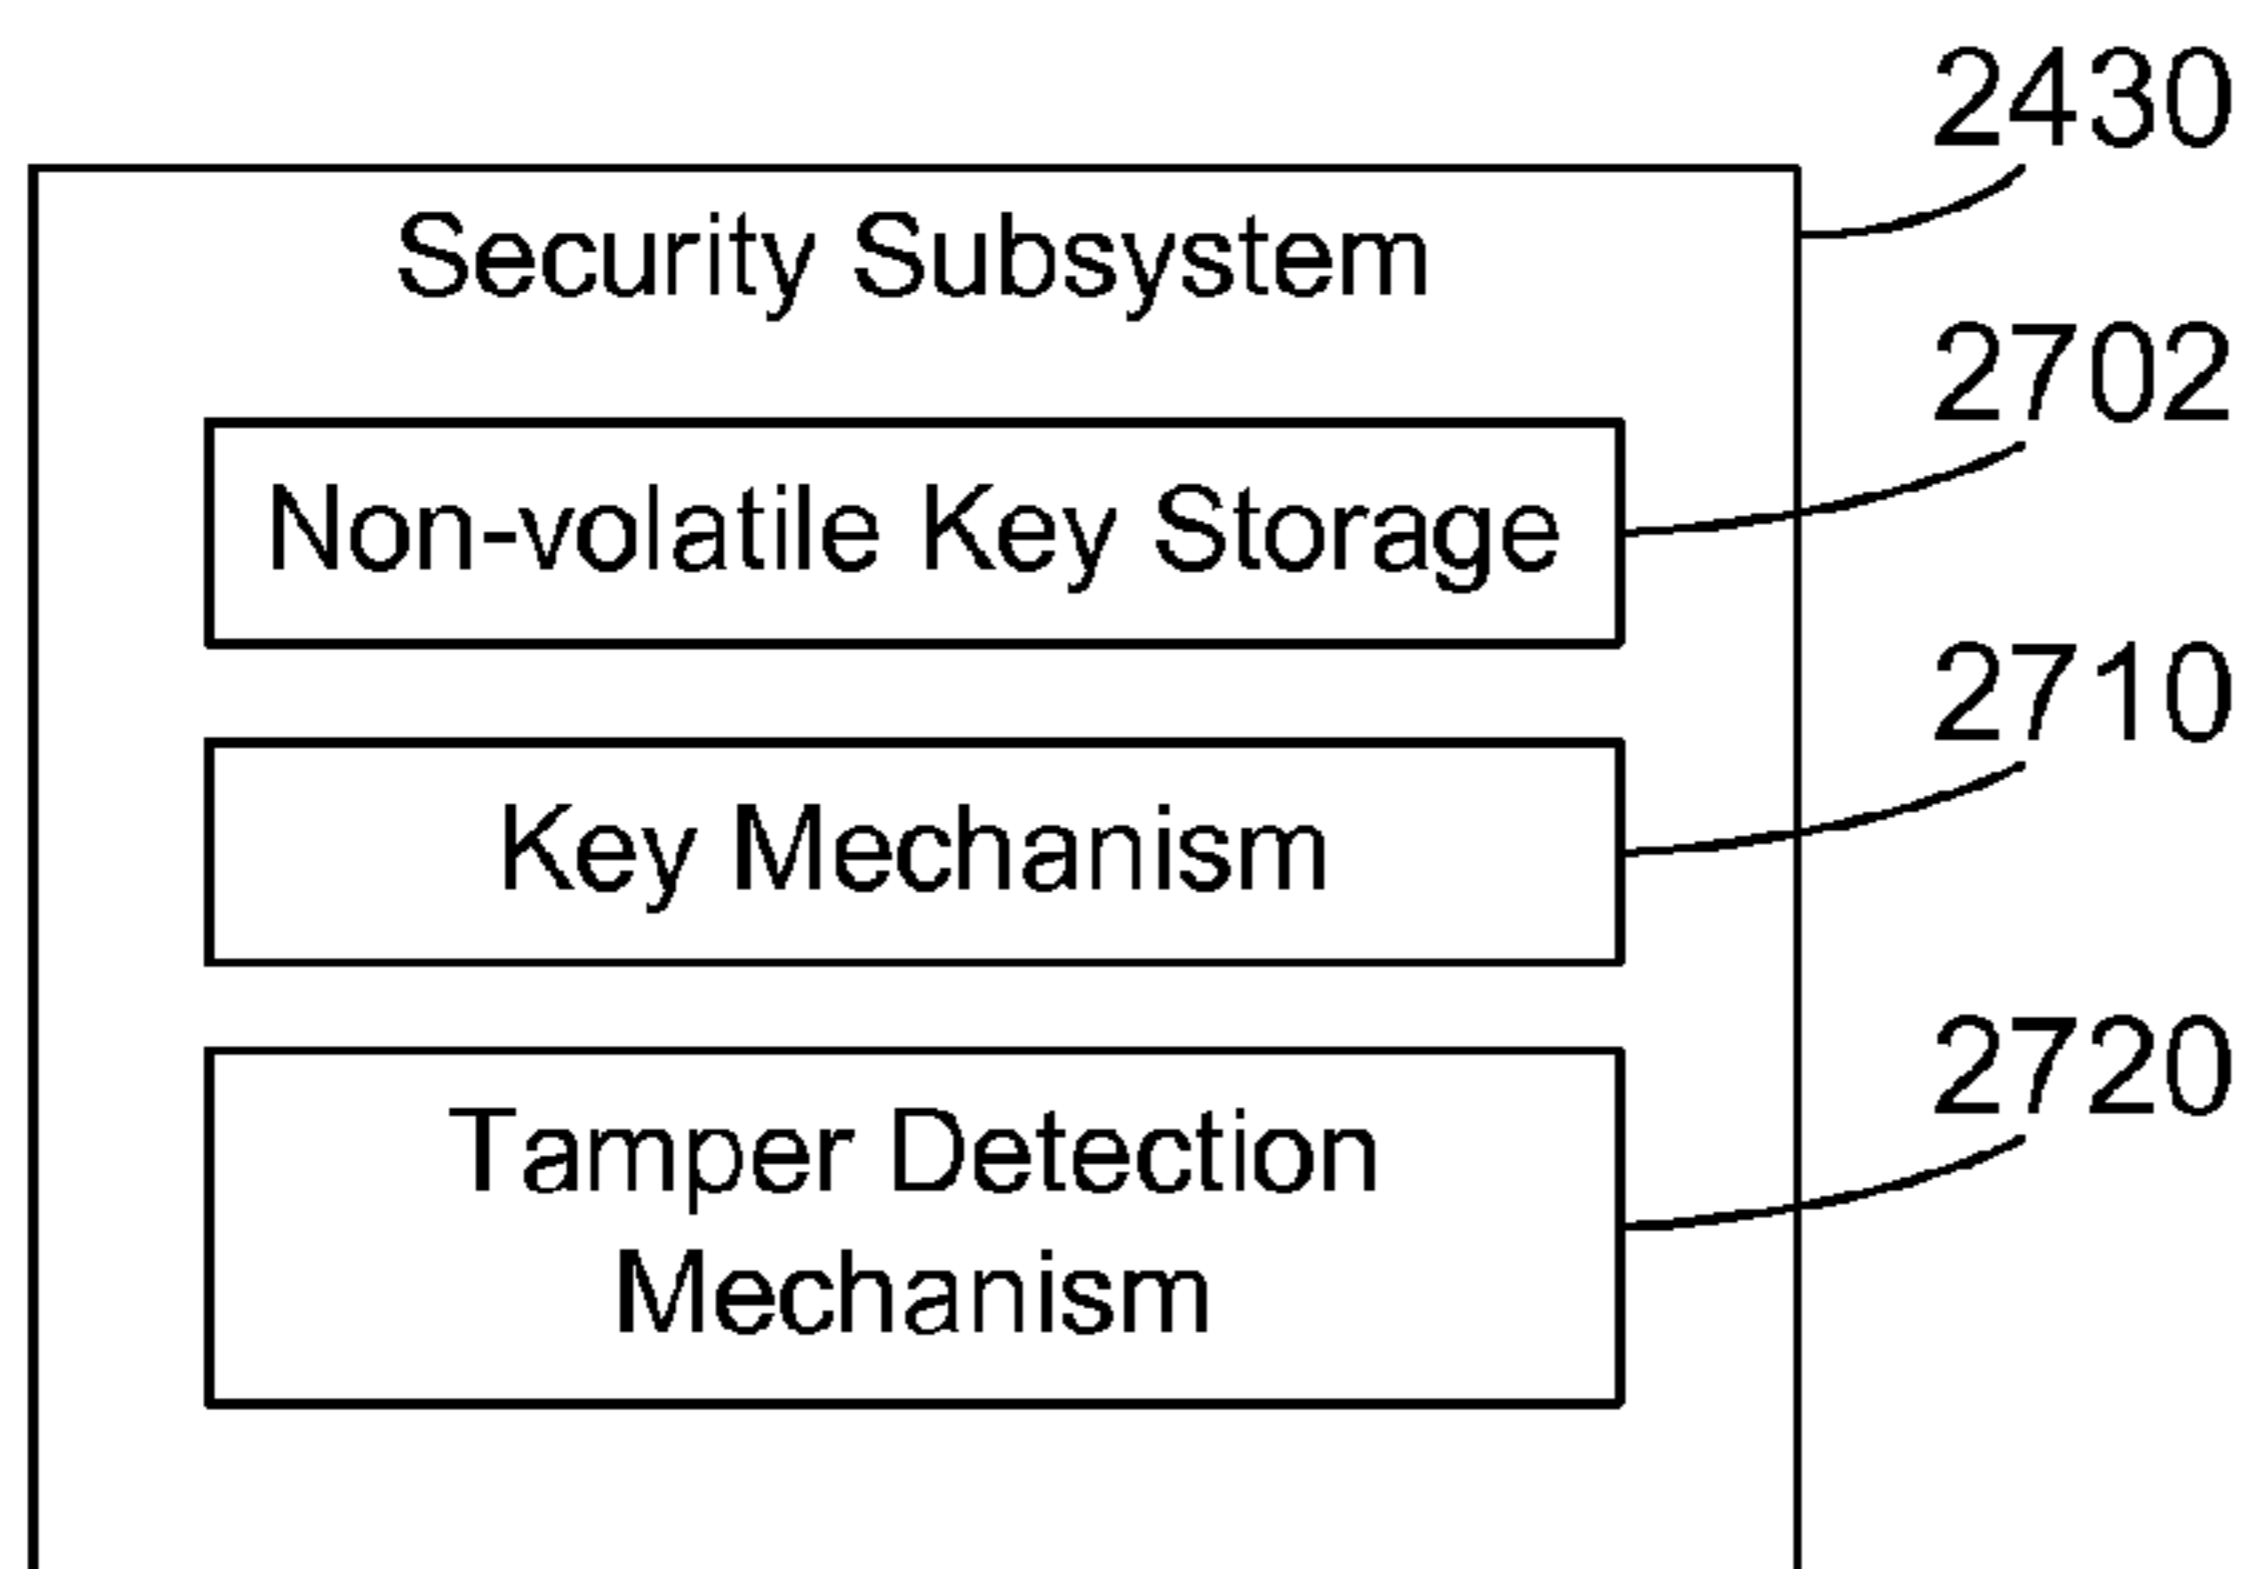 2430
Security Subsystem
2702
Non-volatile Key Storage
2710
Key Mechanism
2720
Tamper Detection
Mechanism